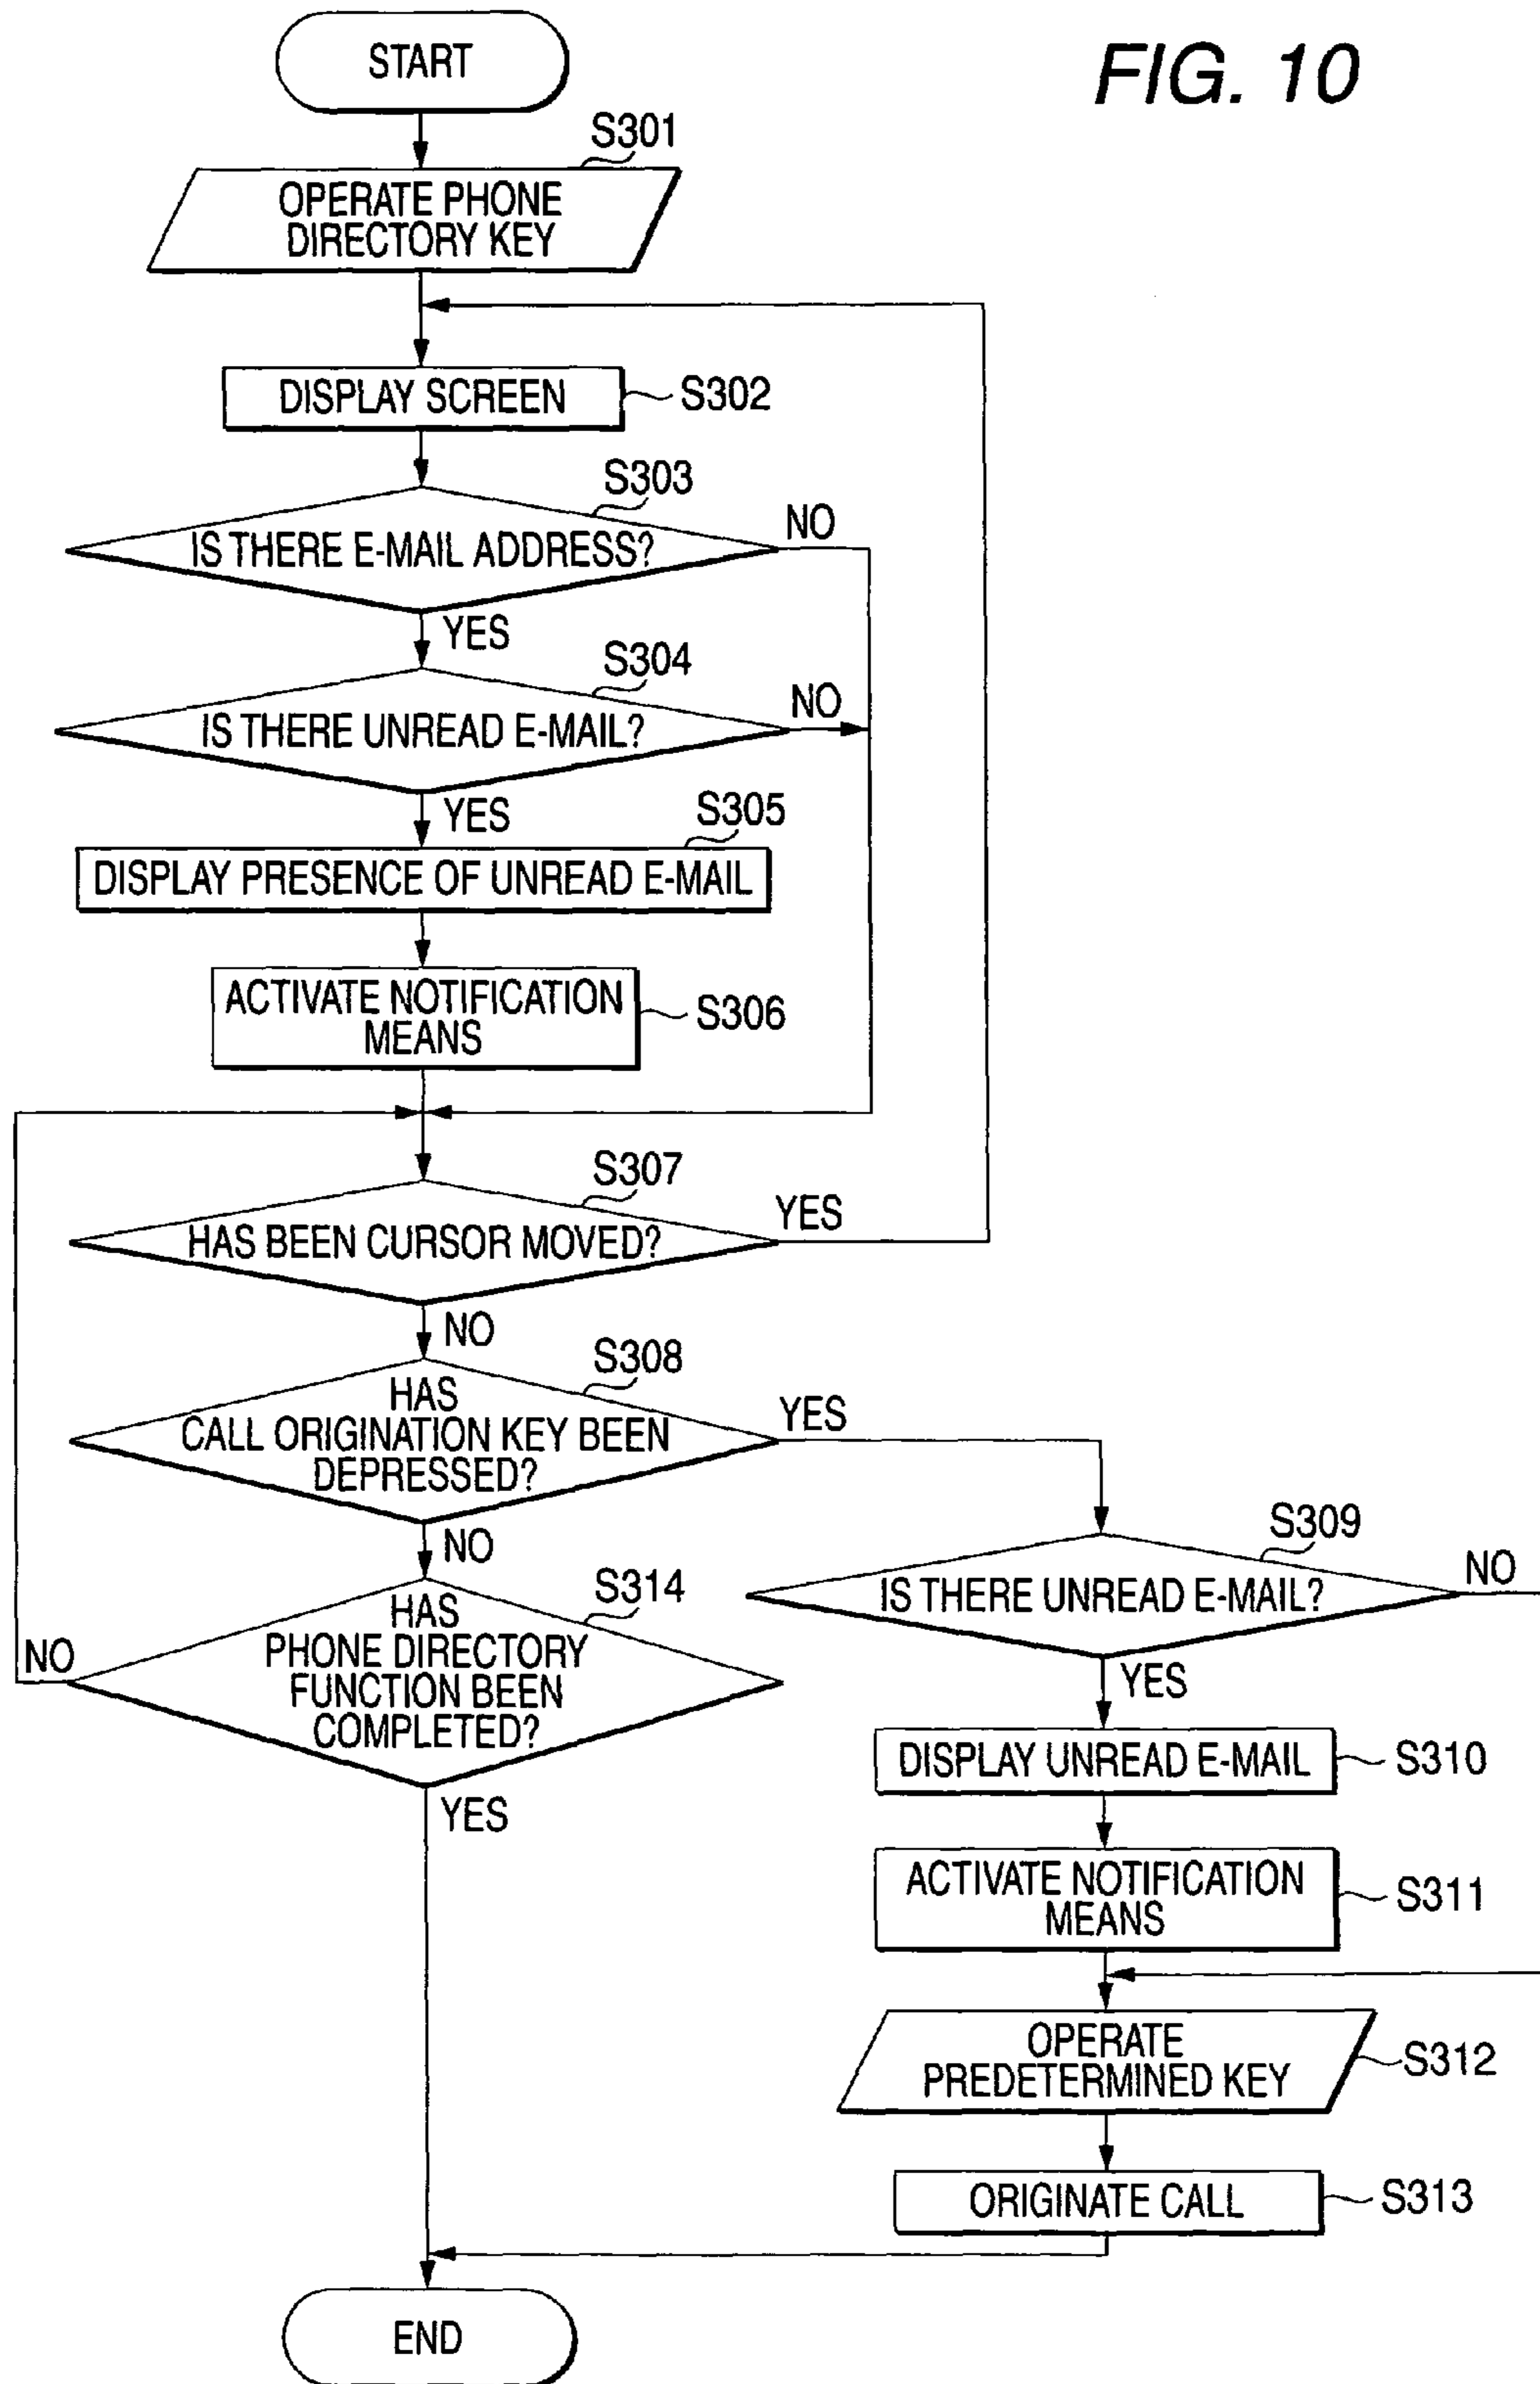 FIG. 10
START
S301
OPERATE PHONE
DIRECTORY KEY
DISPLAY SCREEN
S302
S303
IS THERE E-MAIL ADDRESS?
NO
YES
S304
IS THERE UNREAD E-MAIL?
NO
YES
S305
DISPLAY PRESENCE OF UNREAD E-MAIL
ACTIVATE NOTIFICATION
MEANS
S306
S307
HAS BEEN CURSOR MOVED?
YES
NO
S308
HAS
CALL ORIGINATION KEY BEEN
DEPRESSED?
YES
NO
S314
HAS
PHONE DIRECTORY
FUNCTION BEEN
COMPLETED?
NO
YES
S309
IS THERE UNREAD E-MAIL?
NO
YES
DISPLAY UNREAD E-MAIL
S310
ACTIVATE NOTIFICATION
MEANS
S311
OPERATE
PREDETERMINED KEY
S312
ORIGINATE CALL
S313
END